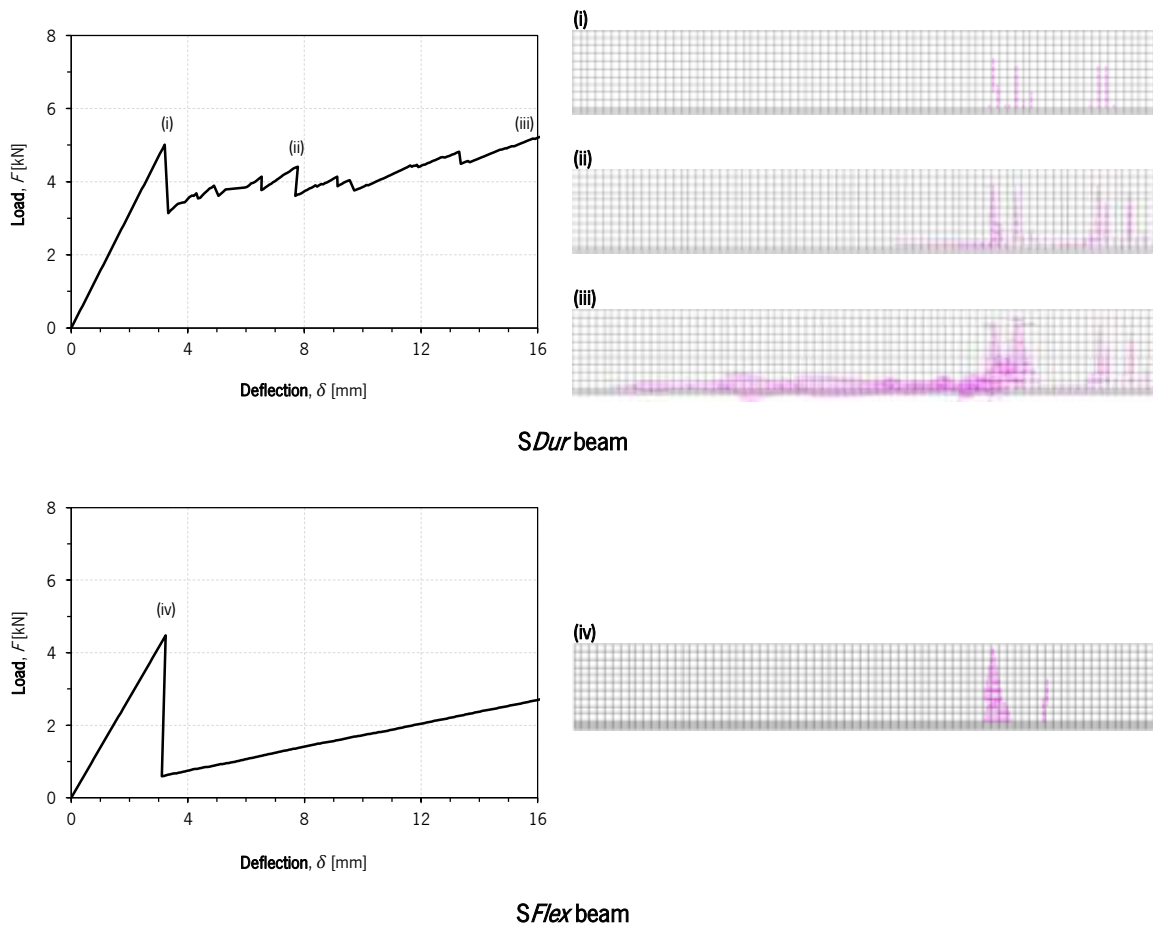 (i)
8
6
4
2
0
Load, F [kN]
(i)
(ii)
(iii)
0 4 8 12 16
Deflection, δ [mm]
(ii)
(iii)
SDur beam
8
6
4
2
0
Load, F [kN]
(iv)
0 4 8 12 16
Deflection, δ [mm]
(iv)
SFlex beam